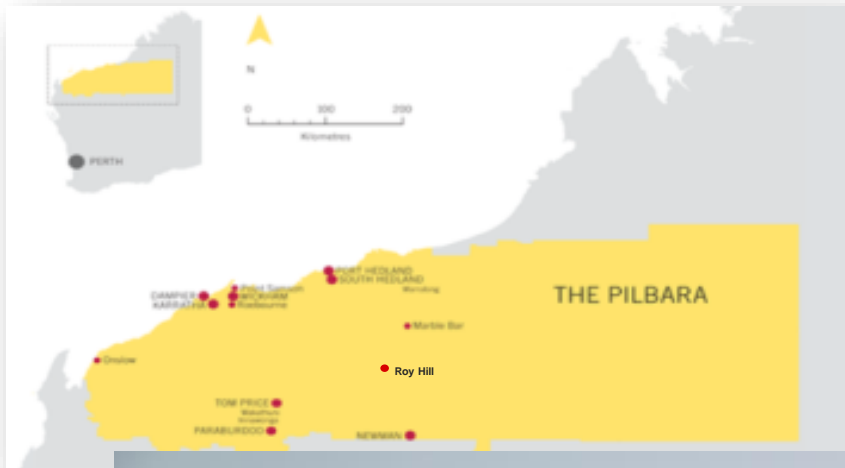 N
0 100 200
Kilometres
PERTH
PORT HEDLAND
SOUTH HEDLAND
THE PILBARA
DAMPIER
Point Samson
WICKHAM
KARRATHA
Roebourne
Marble Bar
Onslow
Roy Hill
TOM PRICE
PARABURDOO
NEWMAN